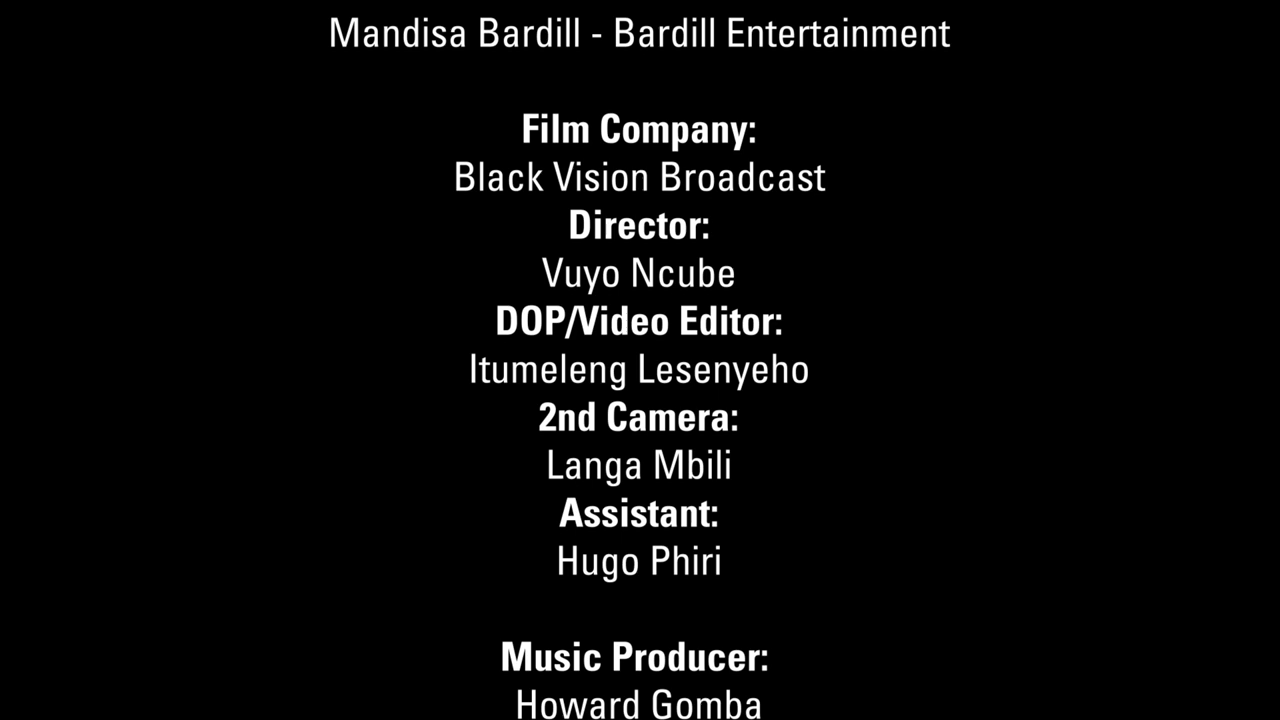 Mandisa Bardill - Bardill Entertainment
Film Company:
Black Vision Broadcast
Director:
Vuyo Ncube
DOP/Video Editor:
Itumeleng Lesenyeho
2nd Camera:
Langa Mbili
Assistant:
Hugo Phiri
Music Producer:
Howard Gomba